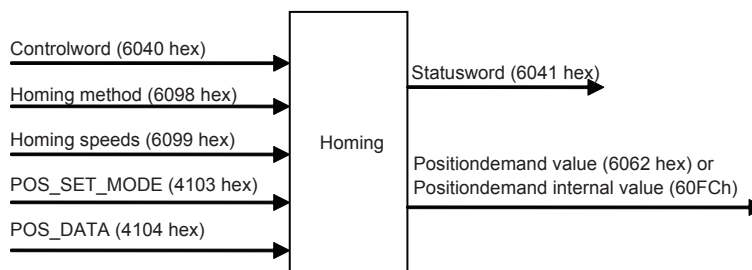 Controlword (6040 hex)
Homing method (6098 hex)
Homing speeds (6099 hex)
POS_SET_MODE (4103 hex)
POS_DATA (4104 hex)
Homing
Statusword (6041 hex)
Positiondemand value (6062 hex) or
Positiondemand internal value (60FCh)